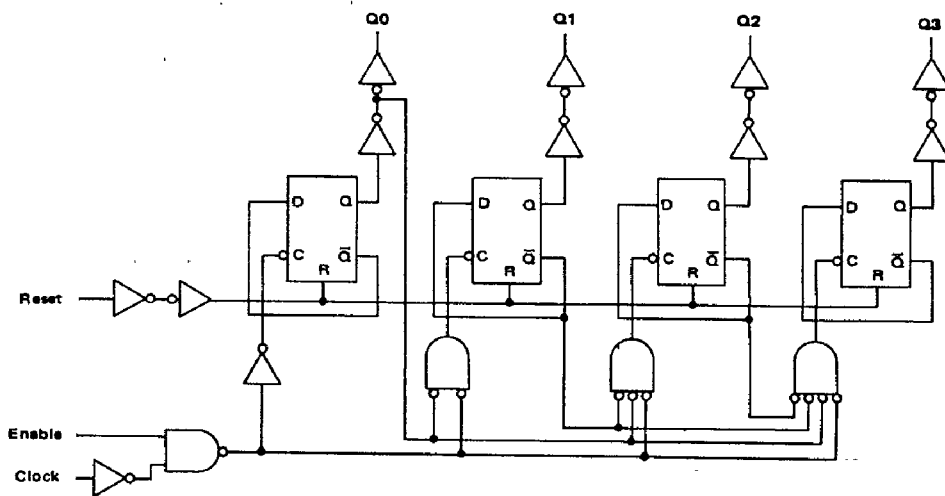 Q0 Q1 Q2 Q3
D Q D Q D Q D Q
C Q̅ C Q̅ C Q̅ C Q̅
R R R R
Reset
Enable
Clock